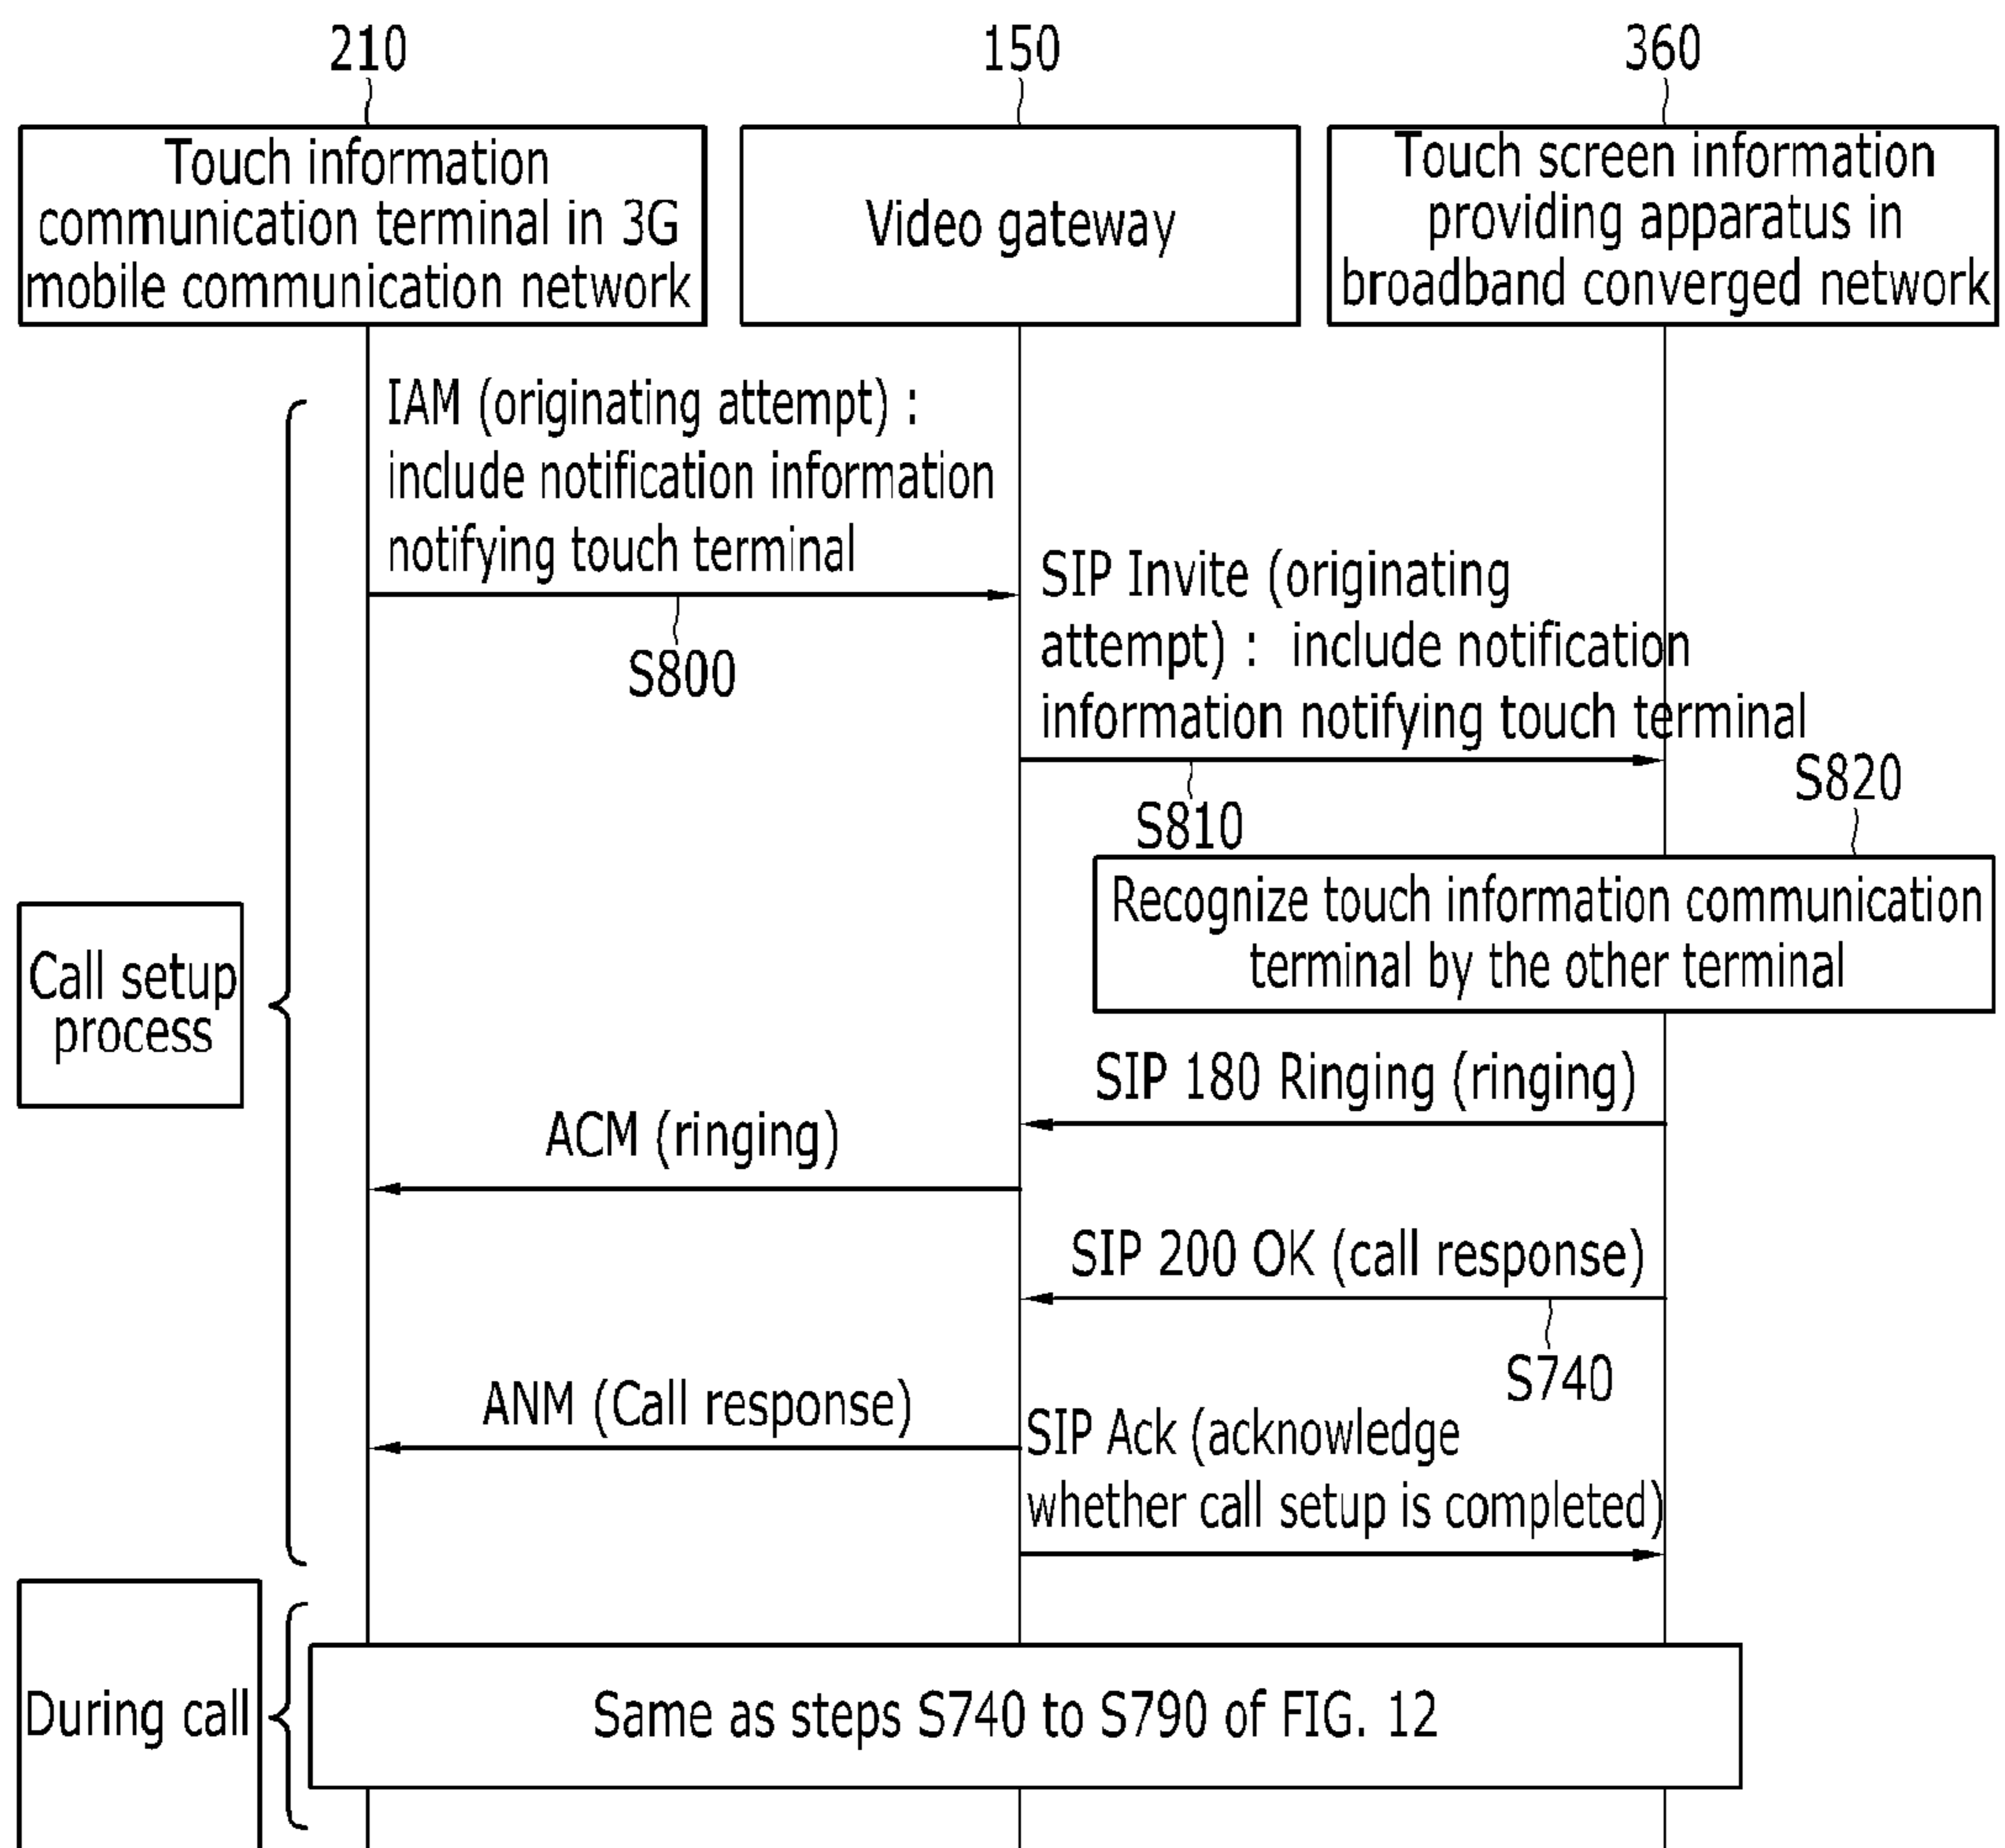 210
150
360
Touch information
communication terminal in 3G
mobile communication network
Video gateway
Touch screen information
providing apparatus in
broadband converged network
IAM (originating attempt) :
include notification information
notifying touch terminal
S800
SIP Invite (originating
attempt) : include notification
information notifying touch terminal
S810
S820
Recognize touch information communication
terminal by the other terminal
Call setup
process
SIP 180 Ringing (ringing)
ACM (ringing)
SIP 200 OK (call response)
S740
ANM (Call response)
SIP Ack (acknowledge
whether call setup is completed)
During call
Same as steps S740 to S790 of FIG. 12